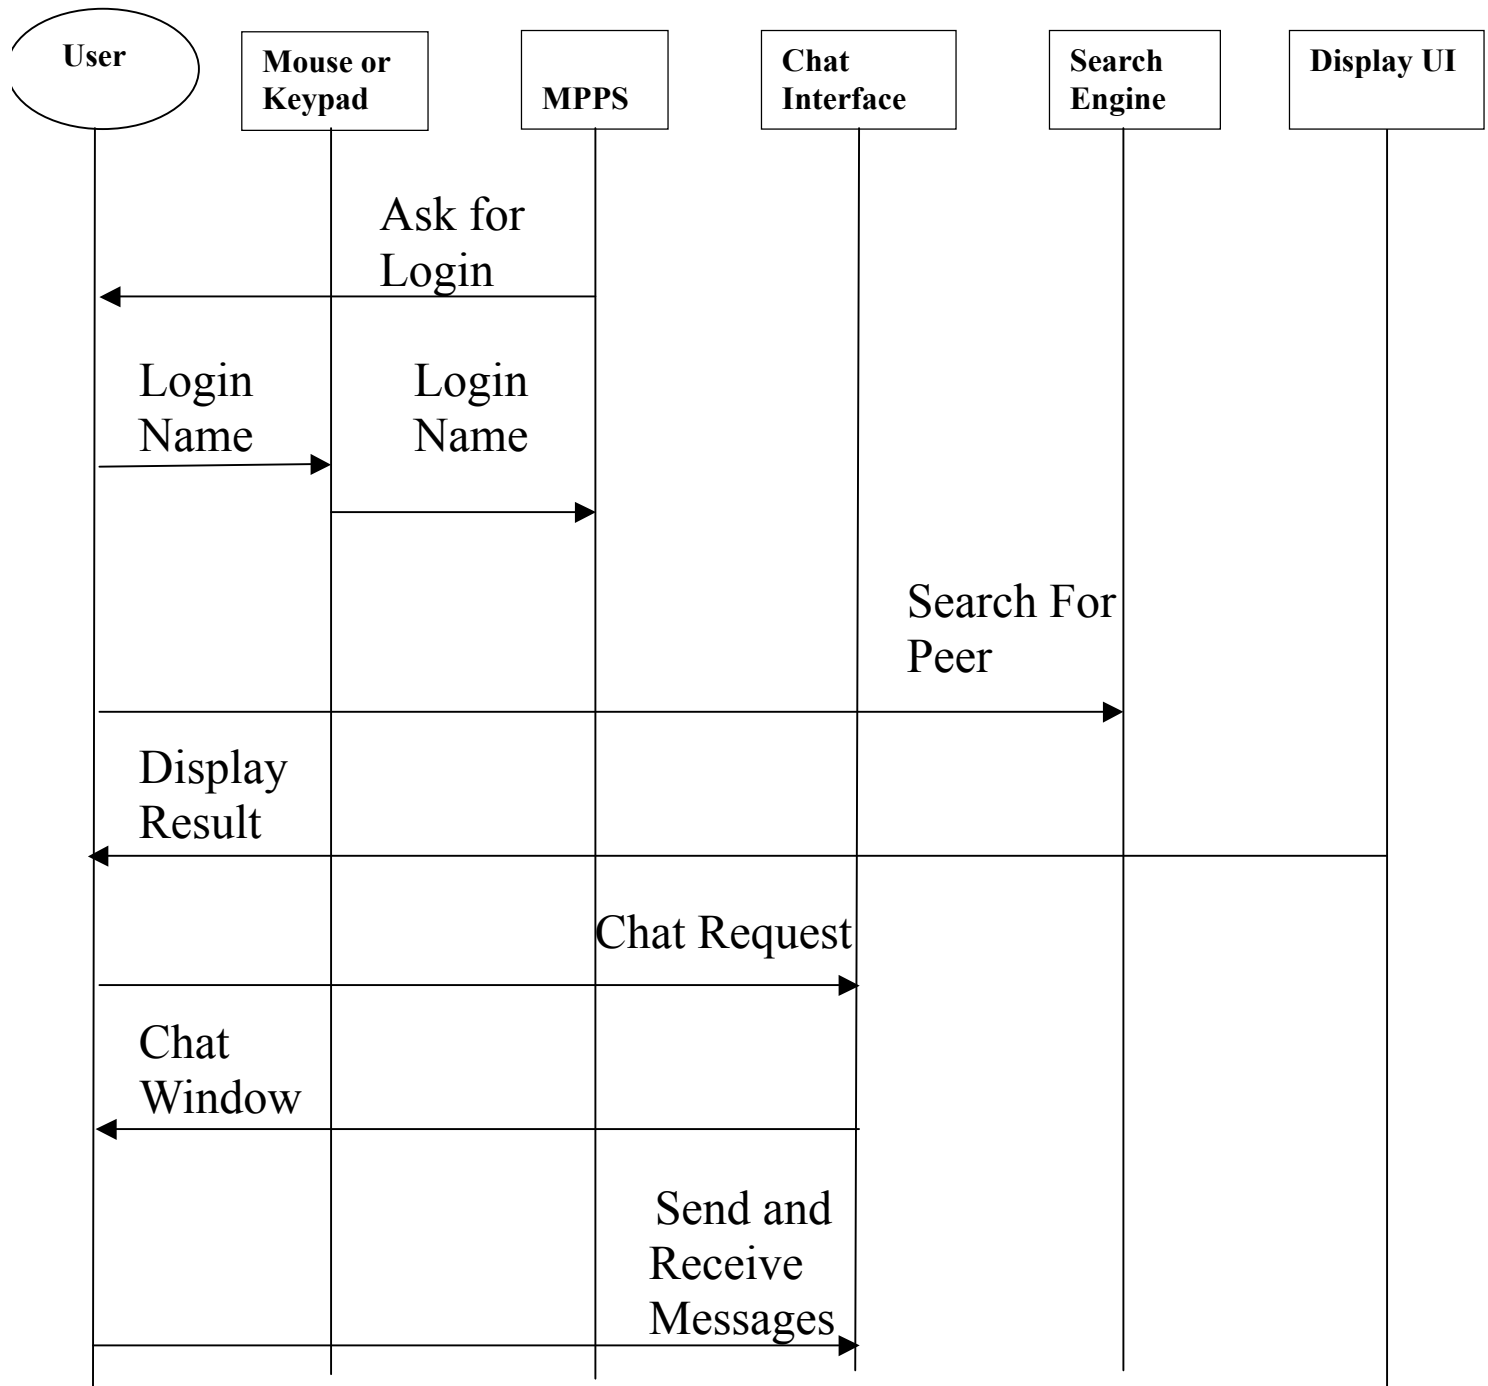 User
Mouse or
Keypad
MPPS
Chat
Interface
Search
Engine
Display UI
Ask for
Login
Login
Name
Login
Name
Search For
Peer
Display
Result
Chat Request
Chat
Window
Send and
Receive
Messages